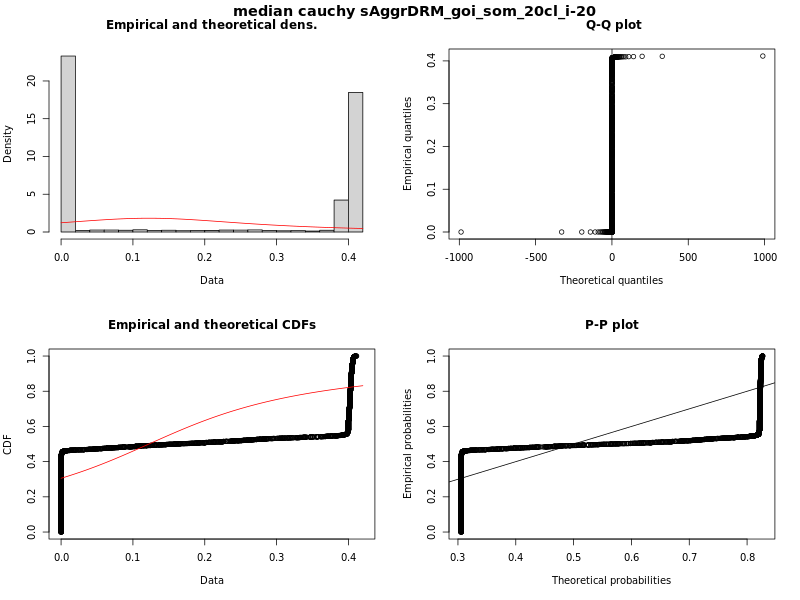 median cauchy sAggrDRM_goi_som_20cl_i-20
Empirical and theoretical dens.
Density
0
5
10
15
20
0.0 0.1 0.2 0.3 0.4
Data
Q-Q plot
Empirical quantiles
0.0
0.1
0.2
0.3
0.4
-1000 -500 0 500 1000
Theoretical quantiles
Empirical and theoretical CDFs
CDF
0.0
0.2
0.4
0.6
0.8
1.0
0.0 0.1 0.2 0.3 0.4
Data
P-P plot
Empirical probabilities
0.0
0.2
0.4
0.6
0.8
1.0
0.3 0.4 0.5 0.6 0.7 0.8
Theoretical probabilities